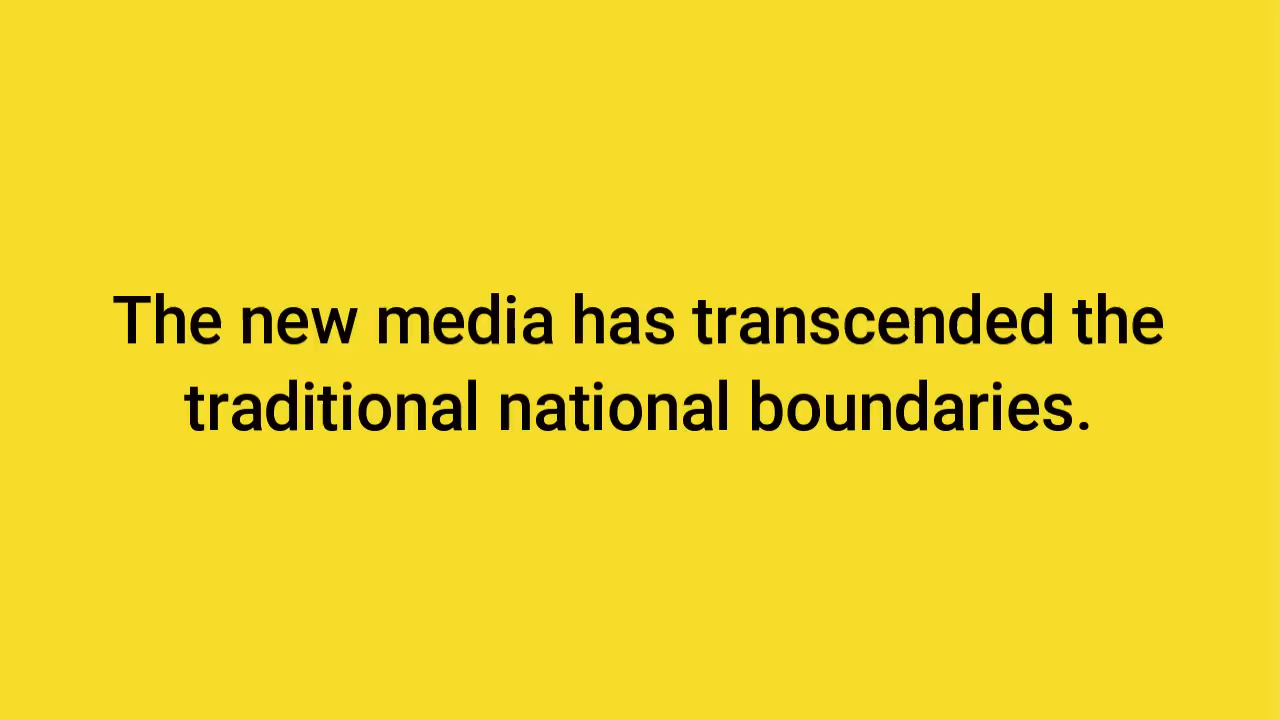 The new media has transcended the
traditional national boundaries.